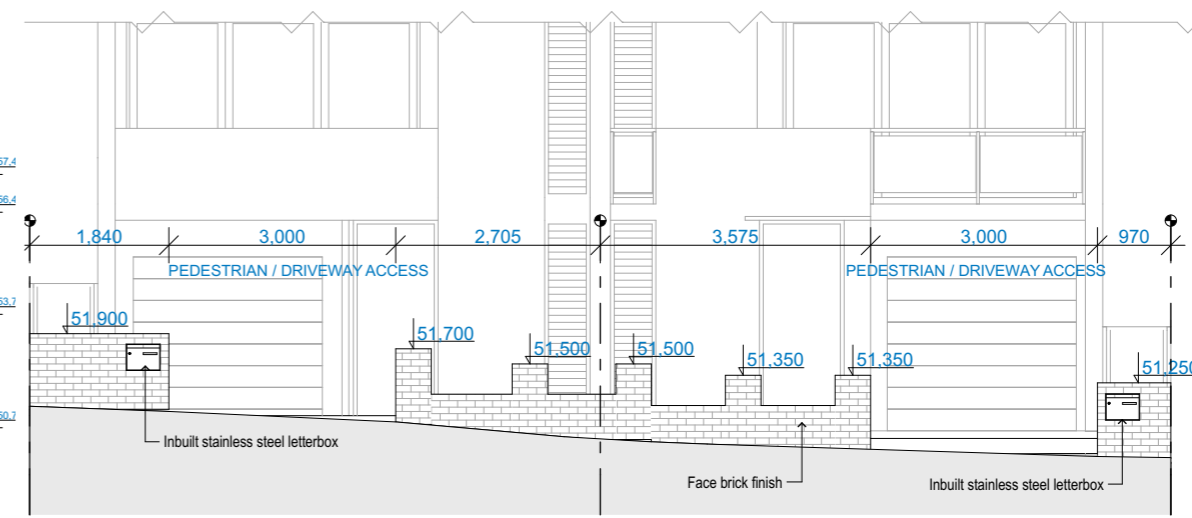 1,840 3,000 2,705 3,575 3,000 970
PEDESTRIAN / DRIVEWAY ACCESS PEDESTRIAN / DRIVEWAY ACCESS
51,900
51,700
51,500 51,500
51,350 51,350
51,250
Inbuilt stainless steel letterbox
Face brick finish
Inbuilt stainless steel letterbox